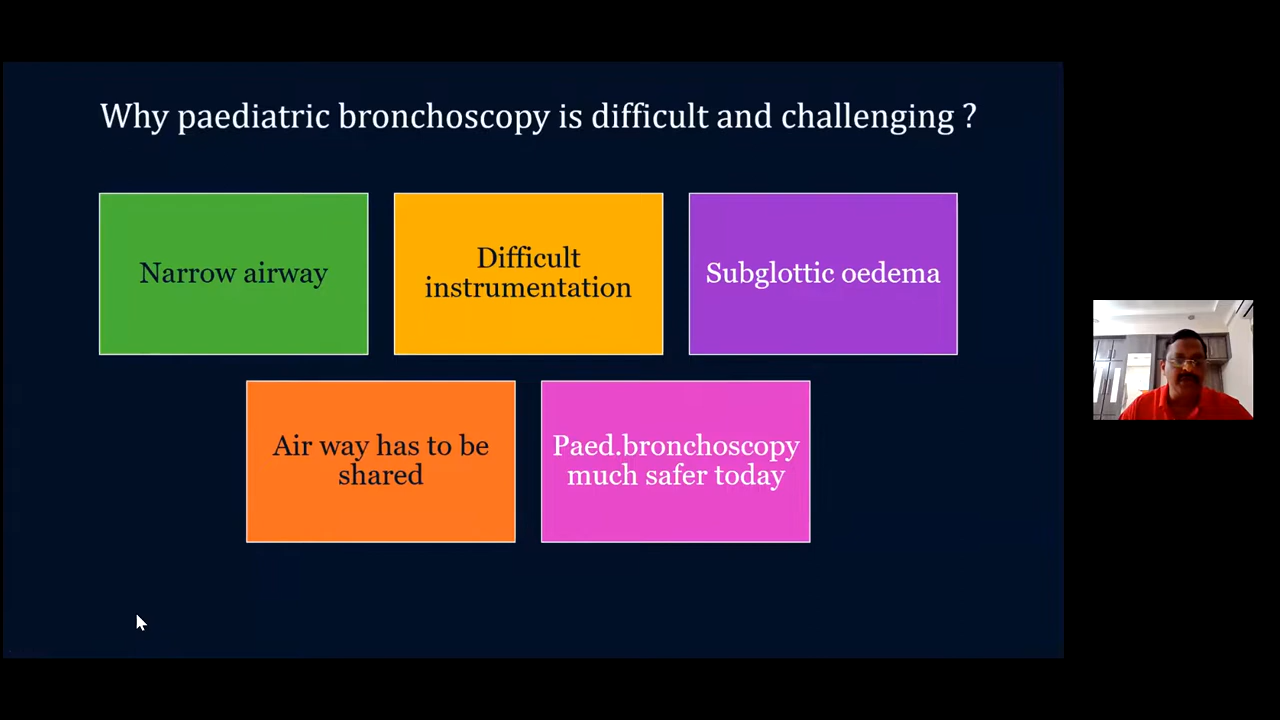 Why paediatric bronchoscopy is difficult and challenging ?
Narrow airway
Difficult
instrumentation
Subglottic oedema
Air way has to be
shared
Paed.bronchoscopy
much safer today